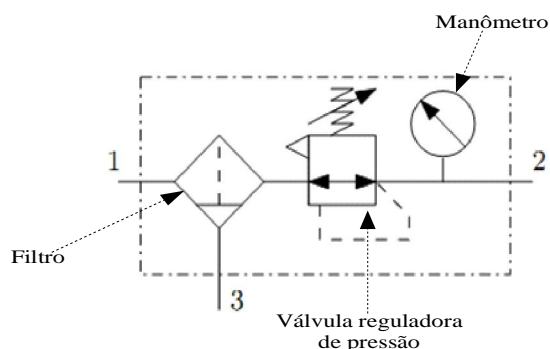 Manômetro
1
2
Filtro
3
Válvula reguladora
de pressão